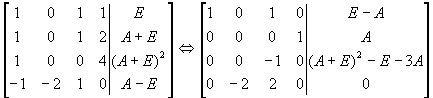 1 0 1 1 | E ⇔ 1 0 1 0 | E − A
1 0 1 2 | A + E 0 0 0 1 | A
1 0 0 4 | (A + E)² 0 0 −1 0 | (A + E)² − E − 3A
−1 −2 1 0 | A − E 0 −2 2 0 | 0